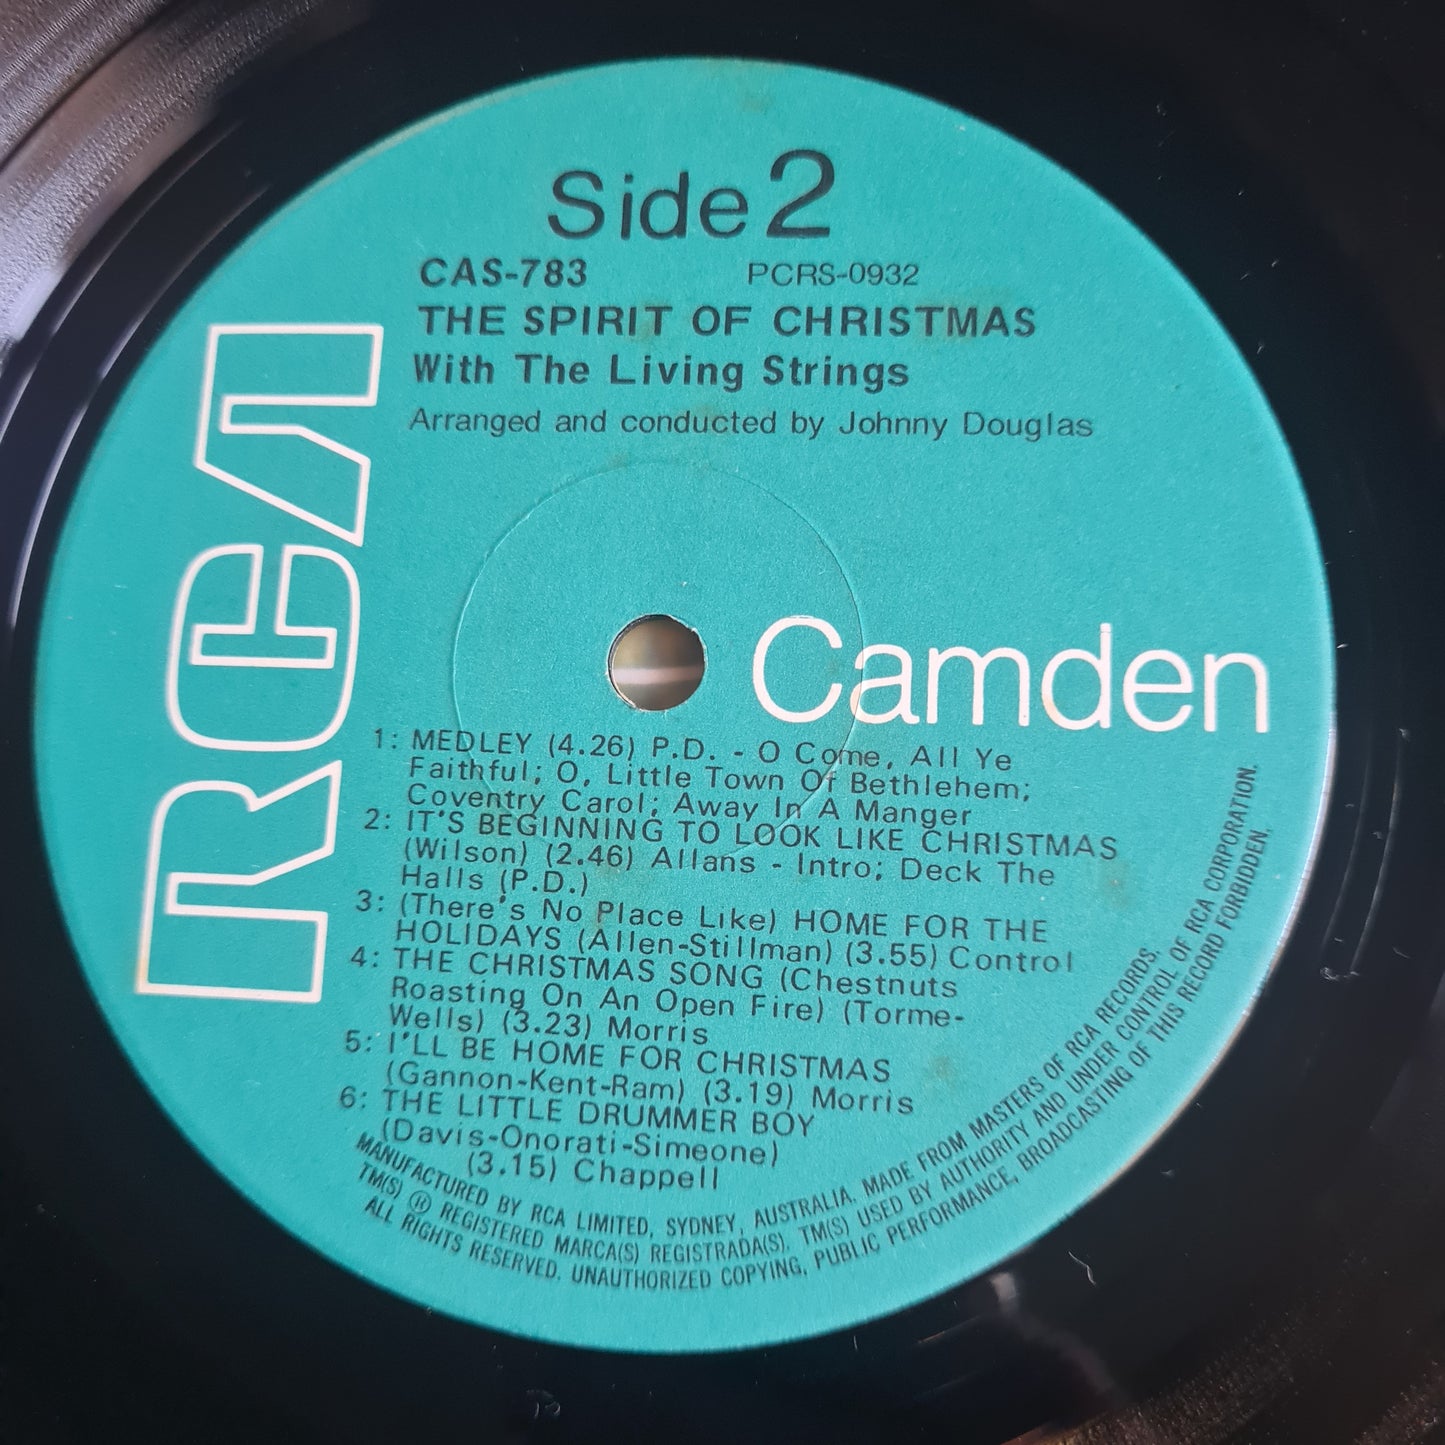 Side 2
CAS-783 PCRS-0932
THE SPIRIT OF CHRISTMAS
With The Living Strings
Arranged and conducted by Johnny Douglas
RCA
Camden
1: MEDLEY (4.26) P.D. - O Come, All Ye
Faithful; O, Little Town Of Bethlehem;
Coventry Carol; Away In A Manger
2: IT'S BEGINNING TO LOOK LIKE CHRISTMAS
(Wilson) (2.46) Allans - Intro; Deck The
Halls (P.D.)
3: (There's No Place Like) HOME FOR THE
HOLIDAYS (Allen-Stillman) (3.55) Control
4: THE CHRISTMAS SONG (Chestnuts
Roasting On An Open Fire) (Torme-
Wells) (3.23) Morris
5: I'LL BE HOME FOR CHRISTMAS
(Gannon-Kent-Ram) (3.19) Morris
6: THE LITTLE DRUMMER BOY
(Davis-Onorati-Simeone)
(3.15) Chappell
MANUFACTURED BY RCA LIMITED, SYDNEY, AUSTRALIA. MADE FROM MASTERS OF RCA RECORDS.
TM(S) ® REGISTERED MARCA(S) REGISTRADA(S). TM(S) USED BY AUTHORITY AND UNDER CONTROL OF RCA CORPORATION.
ALL RIGHTS RESERVED. UNAUTHORIZED COPYING, PUBLIC PERFORMANCE, BROADCASTING OF THIS RECORD FORBIDDEN.